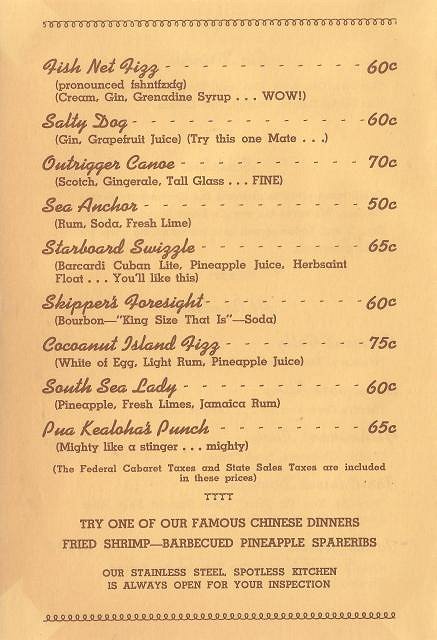 Fish Net Fizz - - - - - - - - - - - 60c
(pronounced fshntfzxfg)
(Cream, Gin, Grenadine Syrup . . . WOW!)
Salty Dog - - - - - - - - - - - - 60c
(Gin, Grapefruit Juice) (Try this one Mate . . .)
Outrigger Canoe - - - - - - - - - - 70c
(Scotch, Gingerale, Tall Glass . . . FINE)
Sea Anchor - - - - - - - - - - - 50c
(Rum, Soda, Fresh Lime)
Starboard Swizzle - - - - - - - - - 65c
(Barcardi Cuban Lite, Pineapple Juice, Herbsaint
Float . . . You'll like this)
Skipper's Foresight - - - - - - - - - 60c
(Bourbon—"King Size That Is"—Soda)
Cocoanut Island Fizz - - - - - - - - 75c
(White of Egg, Light Rum, Pineapple Juice)
South Sea Lady - - - - - - - - - - 60c
(Pineapple, Fresh Limes, Jamaica Rum)
Pua Kealoha's Punch - - - - - - - - 65c
(Mighty like a stinger . . . mighty)
(The Federal Cabaret Taxes and State Sales Taxes are included
in these prices)
TRY ONE OF OUR FAMOUS CHINESE DINNERS
FRIED SHRIMP—BARBECUED PINEAPPLE SPARERIBS
OUR STAINLESS STEEL, SPOTLESS KITCHEN
IS ALWAYS OPEN FOR YOUR INSPECTION